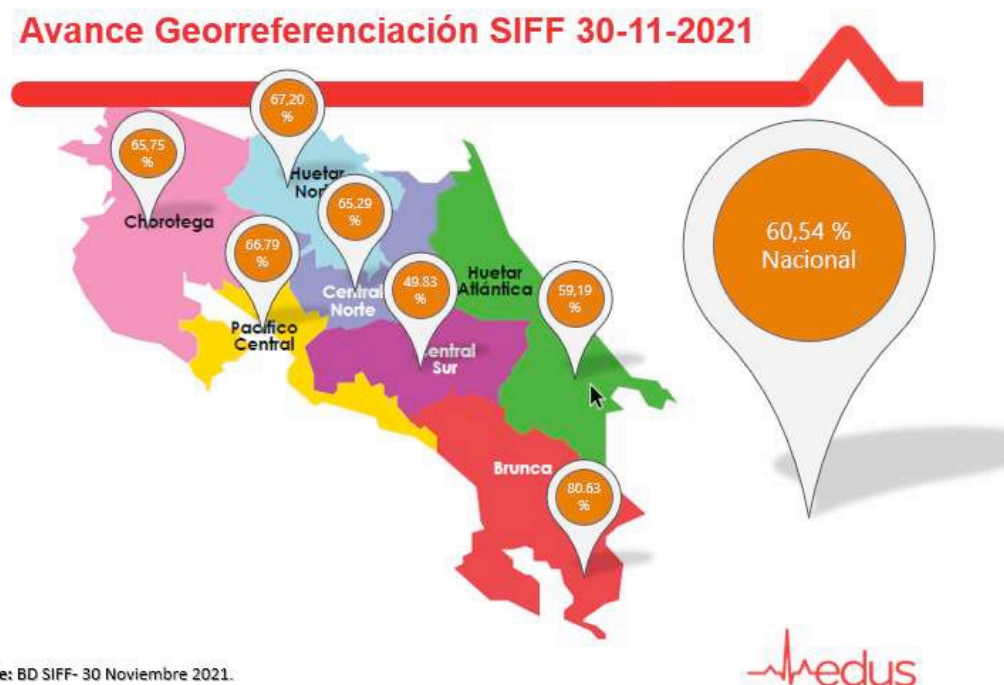 Avance Georreferenciación SIFF 30-11-2021
67,20
%
65,75
%
Huetar
Chorotega
65,29
%
66,79
%
49.83
%
Central
Norte
Huetar
Atlántica
59,19
%
60,54 %
Nacional
Pacífico
Central
Central
Sur
Brunca
80.63
%
e: BD SIFF- 30 Noviembre 2021.
edus